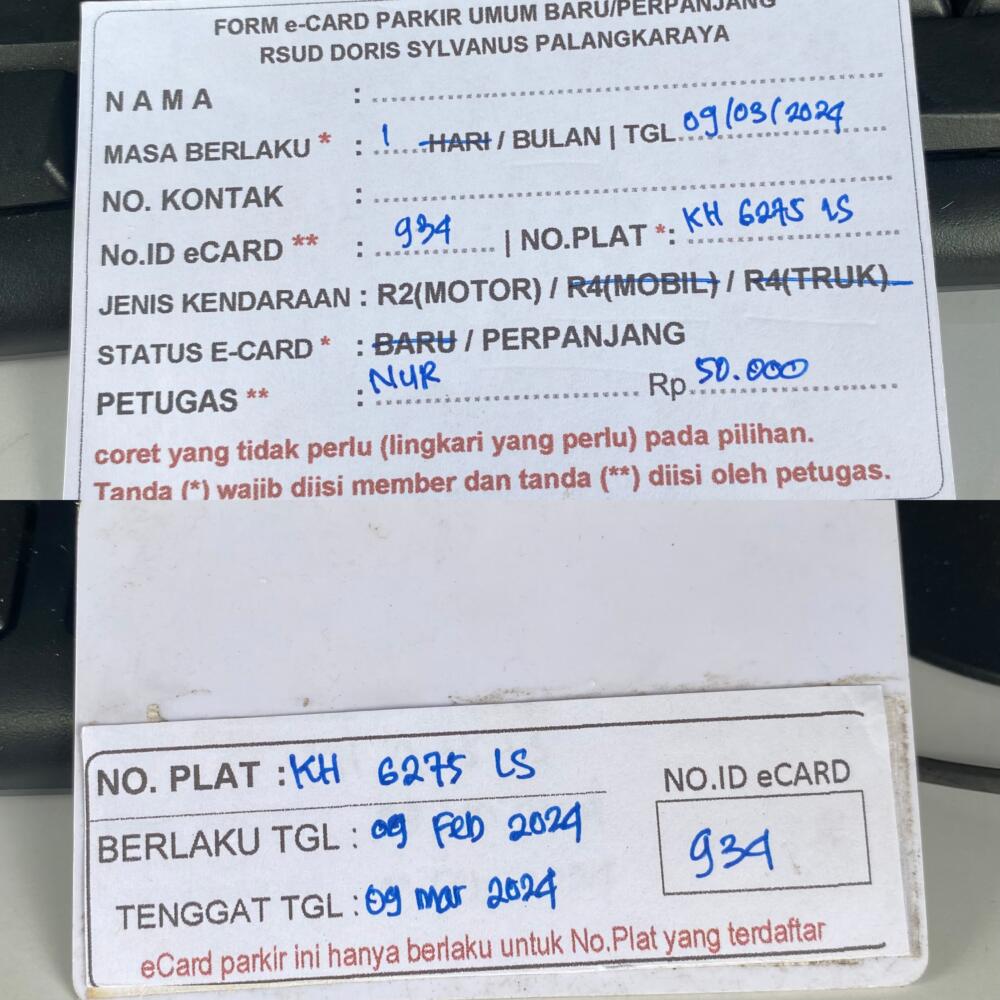 FORM e-CARD PARKIR UMUM BARU/PERPANJANG
RSUD DORIS SYLVANUS PALANGKARAYA
NAMA :
MASA BERLAKU * : 1 HARI / BULAN | TGL 09/03/2024
NO. KONTAK :
No.ID eCARD ** : 934 | NO.PLAT *: KH 6275 LS
JENIS KENDARAAN : R2(MOTOR) / R4(MOBIL) / R4(TRUK)
STATUS E-CARD * : BARU / PERPANJANG
PETUGAS ** : NUR Rp 50.000
coret yang tidak perlu (lingkari yang perlu) pada pilihan.
Tanda (*) wajib diisi member dan tanda (**) diisi oleh petugas.
NO. PLAT : KH 6275 LS
NO.ID eCARD
BERLAKU TGL : 09 Feb 2024
934
TENGGAT TGL : 09 mar 2024
eCard parkir ini hanya berlaku untuk No.Plat yang terdaftar